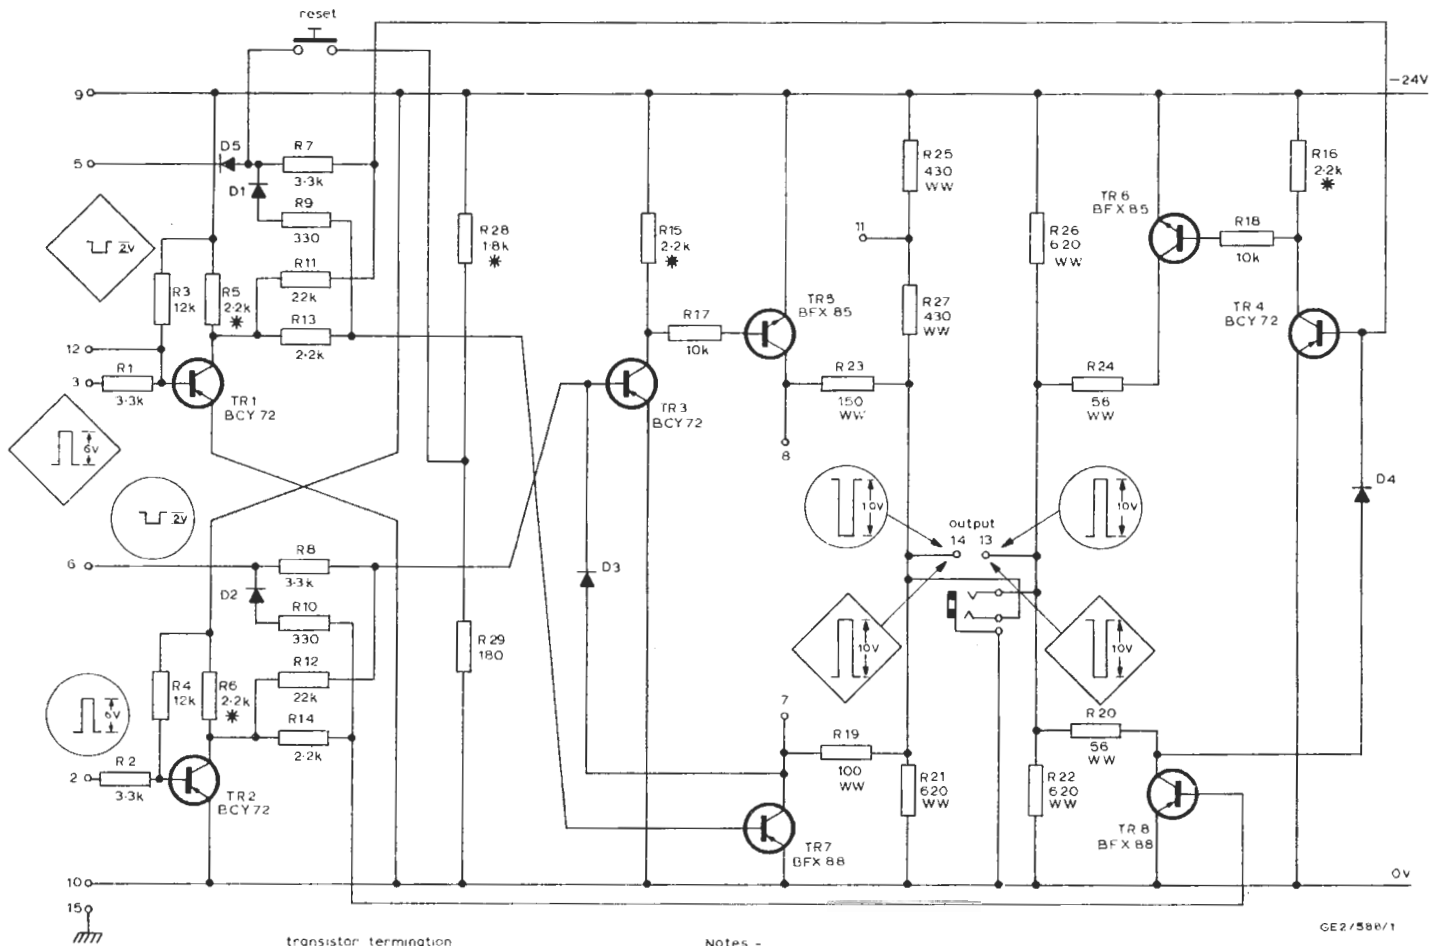 reset
-24V
9
5
D5
R7
3·3k
D1
R9
330
R11
22k
R13
2·2k
2V
R3
12k
R5
2·2k
✱
12
3
R1
3·3k
TR1
BCY 72
6V
R28
1·8k
✱
R15
2·2k
✱
R17
10k
TR5
BFX 85
TR3
BCY 72
8
R25
430
WW
11
R27
430
WW
R23
150
WW
R26
620
WW
TR6
BFX 85
R18
10k
R16
2·2k
✱
TR4
BCY 72
R24
56
WW
D4
2V
6
R8
3·3k
D2
R10
330
R12
22k
R14
2·2k
R4
12k
R6
2·2k
✱
6V
2
R2
3·3k
TR2
BCY 72
R29
180
D3
10V
output
14 13
10V
10V
10V
7
R19
100
WW
R21
620
WW
R22
620
WW
R20
56
WW
TR7
BFX 88
TR8
BFX 88
10
0V
15
transistor termination
Notes -
GE2/588/1